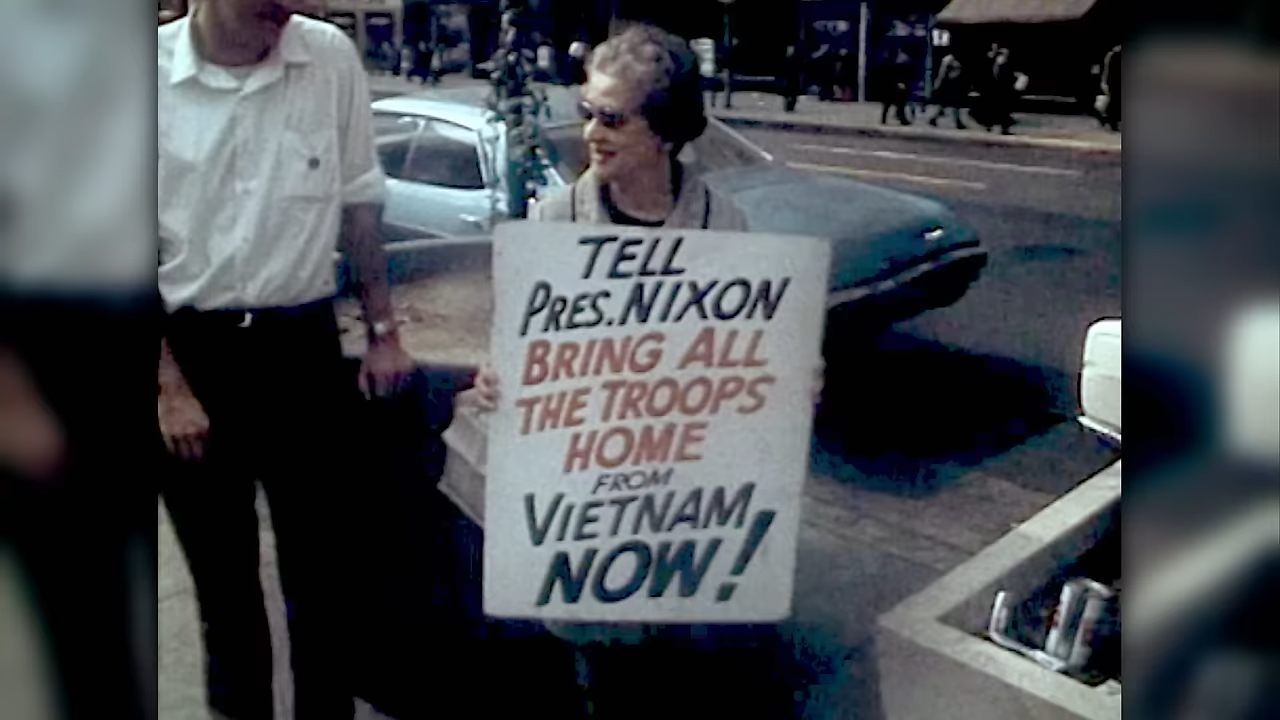 TELL
PRES. NIXON
BRING ALL
THE TROOPS
HOME
FROM
VIETNAM
NOW!